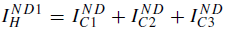 I_H^{ND1} = I_{C1}^{ND} + I_{C2}^{ND} + I_{C3}^{ND}